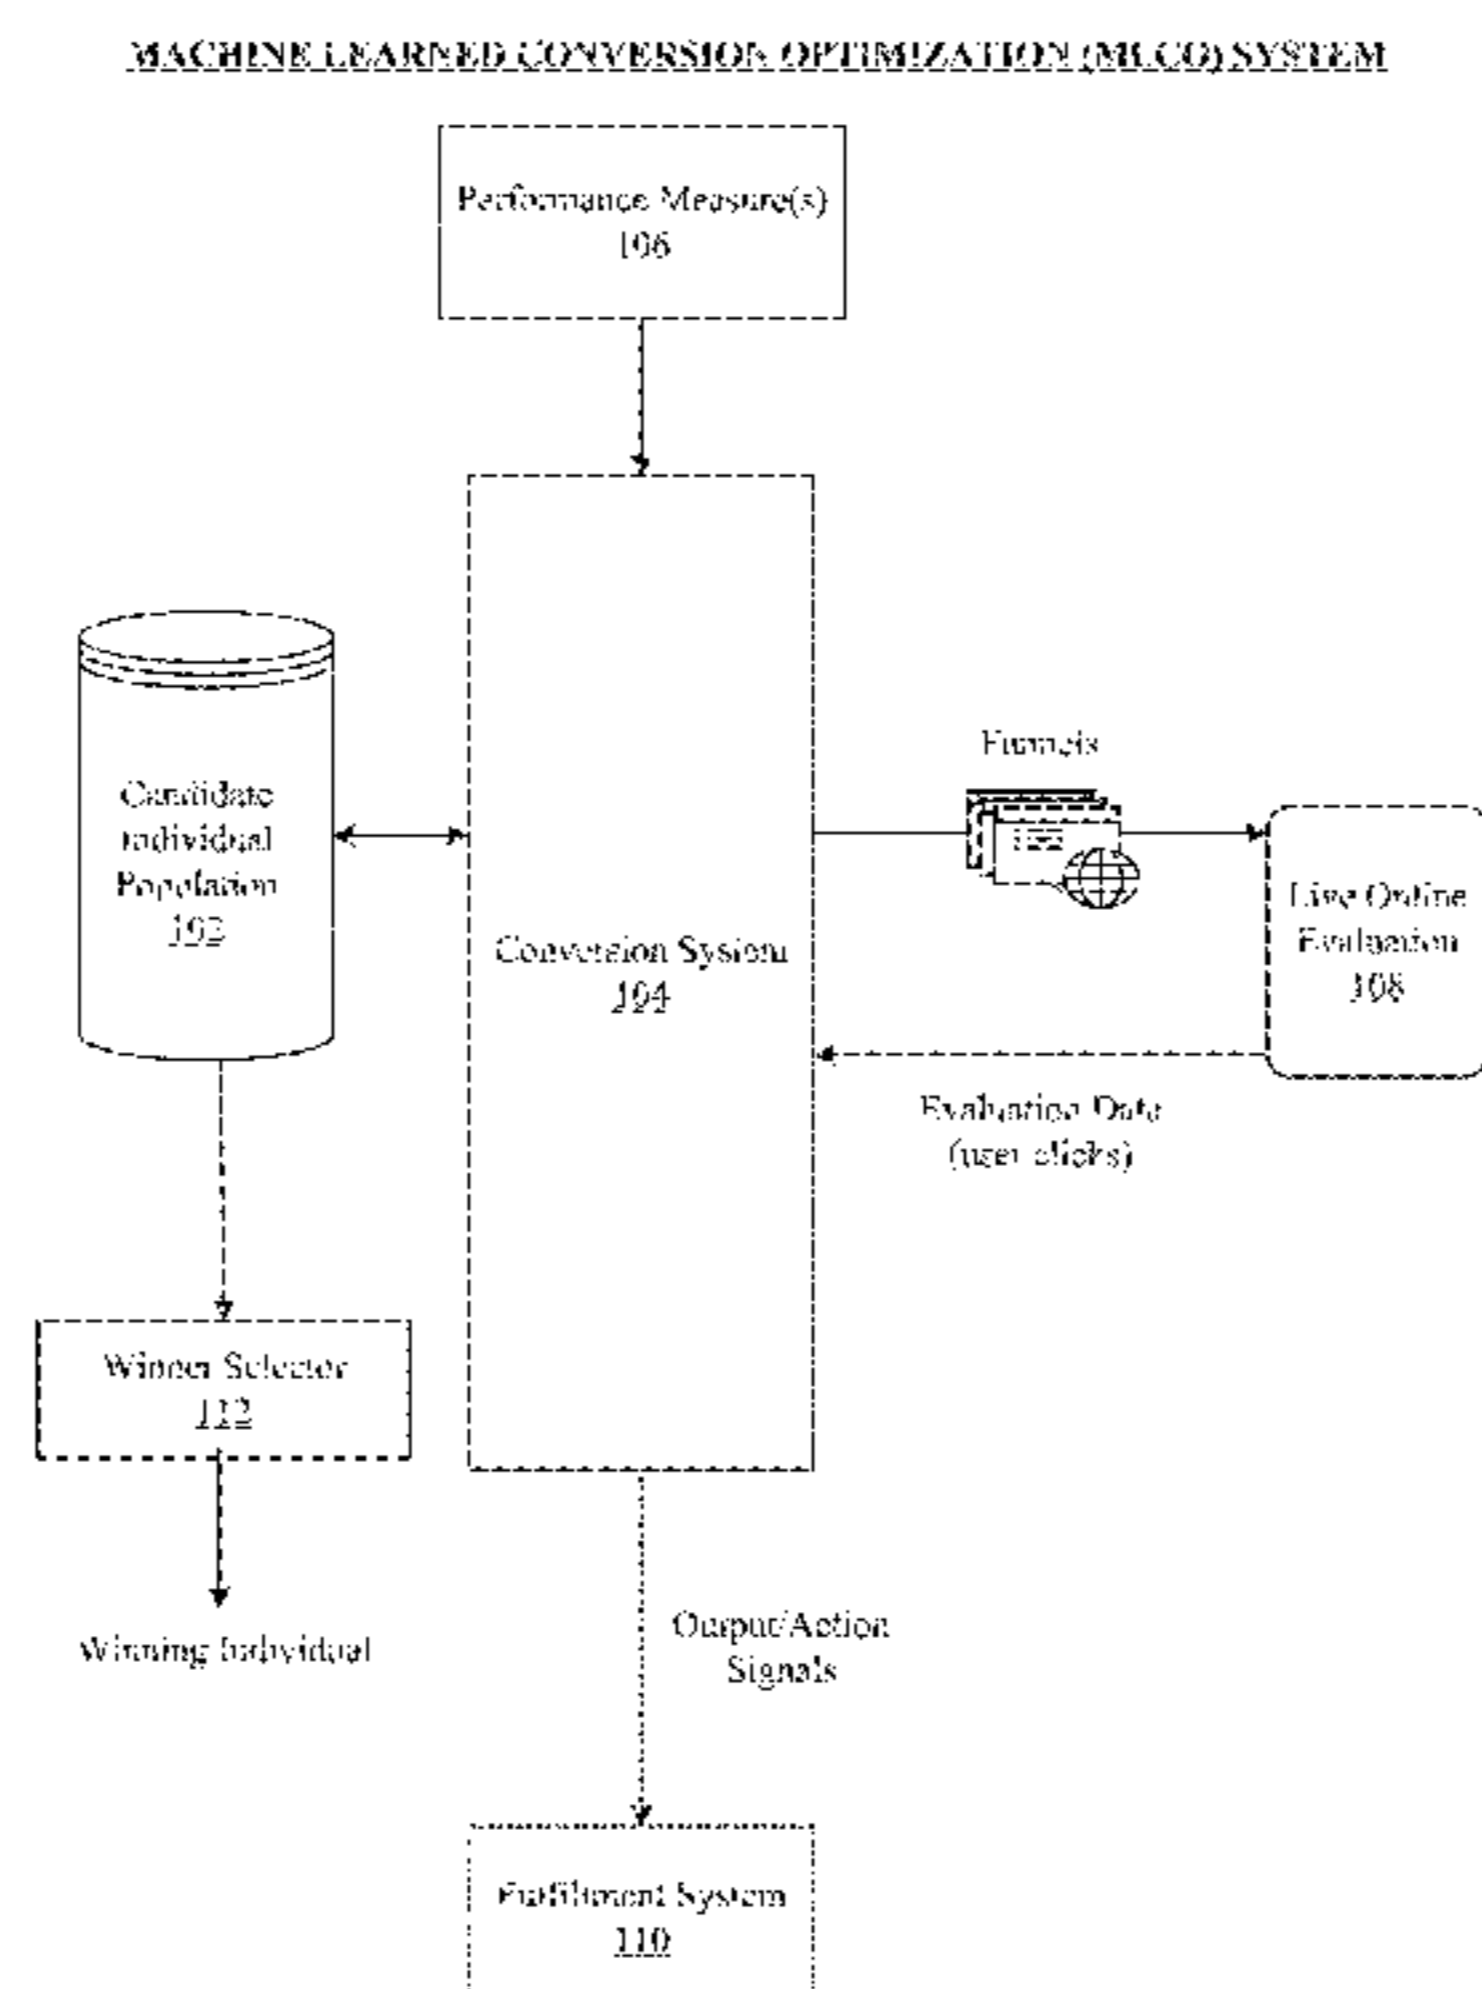 MACHINE LEARNED CONVERSION OPTIMIZATION (MLCO) SYSTEM
Performance Measure(s)
106
Candidate
Individual
Population
102
Conversion System
104
Funnels
Live Online
Evaluation
108
Evaluation Data
(user clicks)
Winner Selector
112
Winning Individual
Output/Action
Signals
Fulfillment System
110